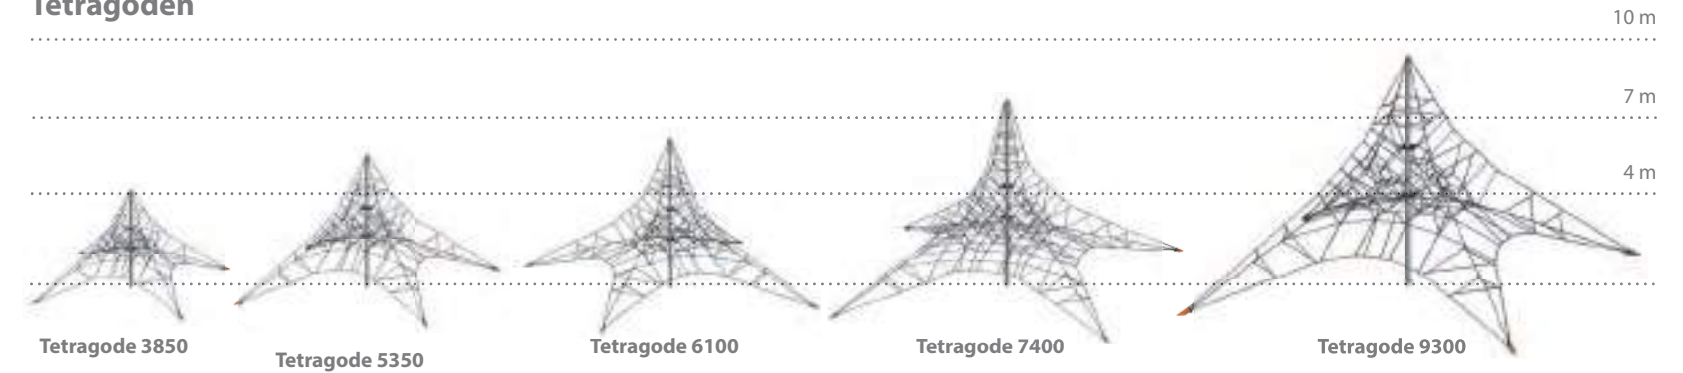 Tetragoden
10 m
7 m
4 m
Tetragode 3850
Tetragode 5350
Tetragode 6100
Tetragode 7400
Tetragode 9300